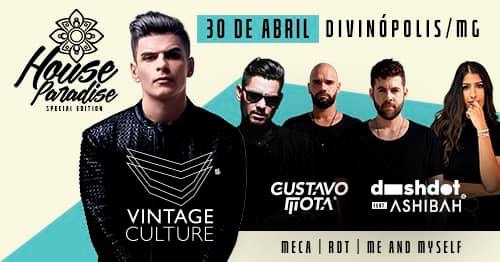 House
Paradise
SPECIAL EDITION
30 DE ABRIL DIVINÓPOLIS/MG
VINTAGE
CULTURE
GUSTAVO
MOTA
dashdot
FEAT. ASHIBAH
MECA | RDT | ME AND MYSELF